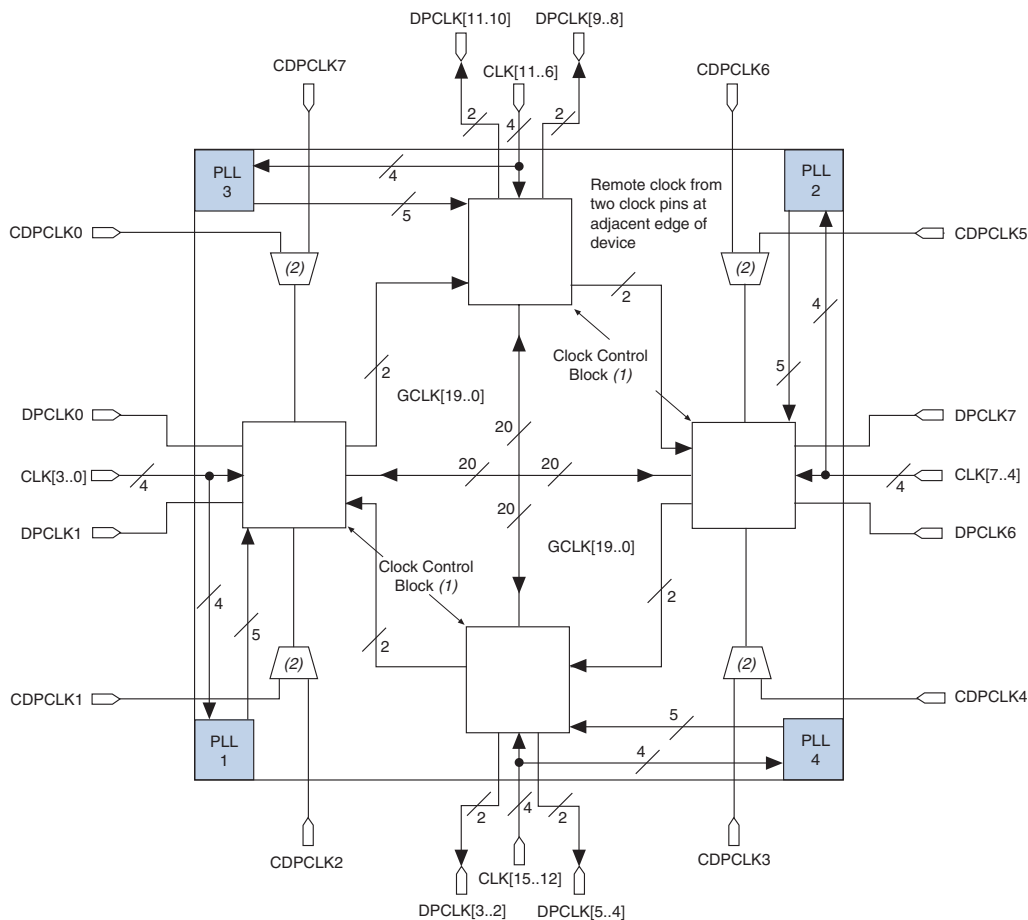 DPCLK[11.10]
DPCLK[9..8]
CDPCLK7
CLK[11..6]
CDPCLK6
2
4
2
PLL
3
4
5
Remote clock from
two clock pins at
adjacent edge of
device
PLL
2
CDPCLK0
(2)
(2)
CDPCLK5
2
4
Clock Control
Block (1)
5
2
GCLK[19..0]
DPCLK0
DPCLK7
20
CLK[3..0]
4
20
20
4
CLK[7..4]
DPCLK1
20
DPCLK6
GCLK[19..0]
Clock Control
Block (1)
4
5
2
2
(2)
(2)
CDPCLK1
CDPCLK4
5
PLL
1
4
PLL
4
2
4
2
CDPCLK2
CDPCLK3
CLK[15..12]
DPCLK[3..2]
DPCLK[5..4]